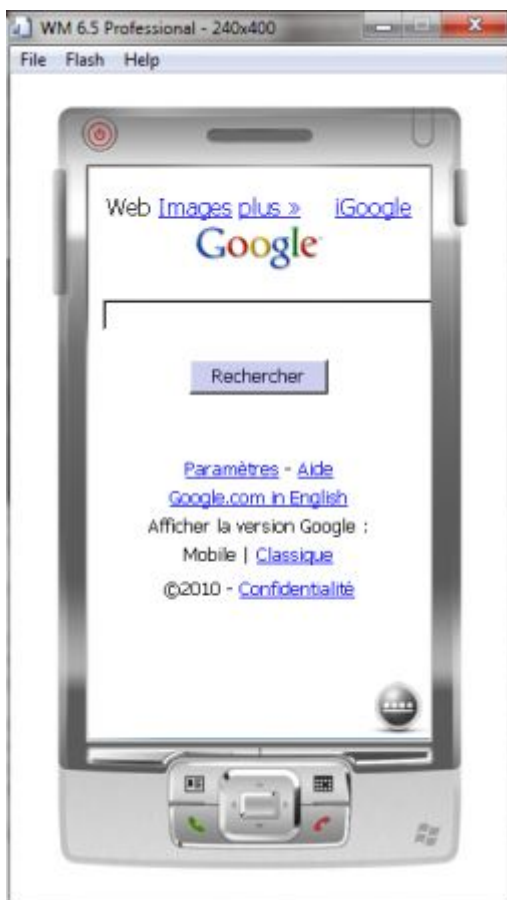 WM 6.5 Professional - 240x400
File Flash Help
Web Images plus » iGoogle
Google
Rechercher
Paramètres - Aide
Google.com in English
Afficher la version Google :
Mobile | Classique
©2010 - Confidentialité